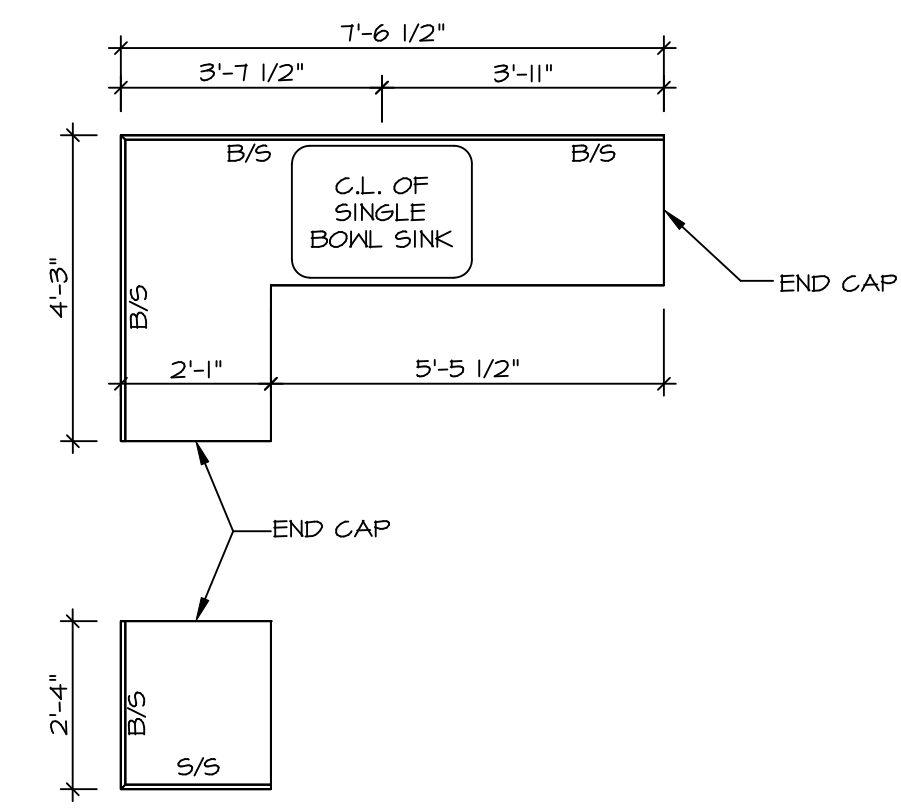 7'-6 1/2"
3'-7 1/2"
3'-11"
B/S
B/S
C.L. OF
SINGLE
BOWL SINK
4'-3"
B/S
END CAP
2'-1"
5'-5 1/2"
END CAP
2'-4"
B/S
S/S